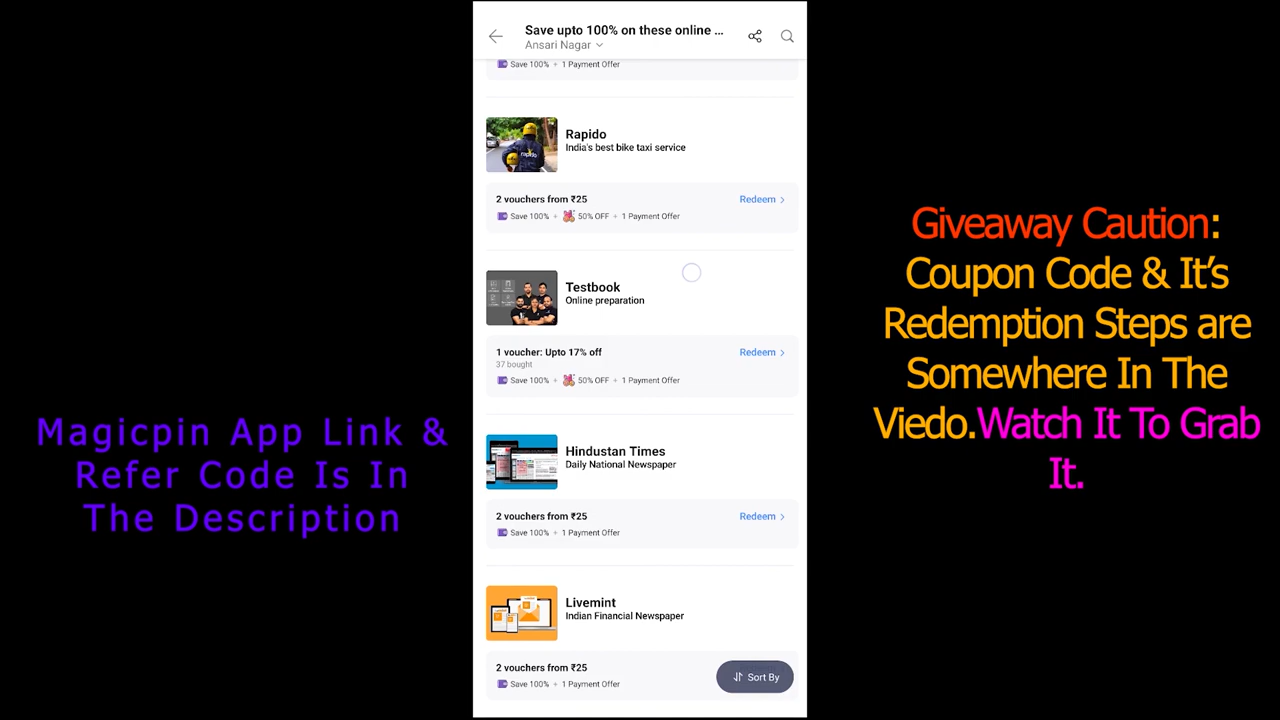 Save upto 100% on these online ...
Ansari Nagar
Save 100% + 1 Payment Offer
rapido
Rapido
India's best bike taxi service
2 vouchers from ₹25
Redeem
Save 100% + 50% OFF + 1 Payment Offer
Testbook
Online preparation
1 voucher: Upto 17% off
Redeem
37 bought
Save 100% + 50% OFF + 1 Payment Offer
Hindustan Times
Daily National Newspaper
2 vouchers from ₹25
Redeem
Save 100% + 1 Payment Offer
Livemint
Indian Financial Newspaper
2 vouchers from ₹25
Save 100% + 1 Payment Offer
Sort By
Magicpin App Link &
Refer Code Is In
The Description
Giveaway Caution:
Coupon Code & It's
Redemption Steps are
Somewhere In The
Viedo.Watch It To Grab
It.